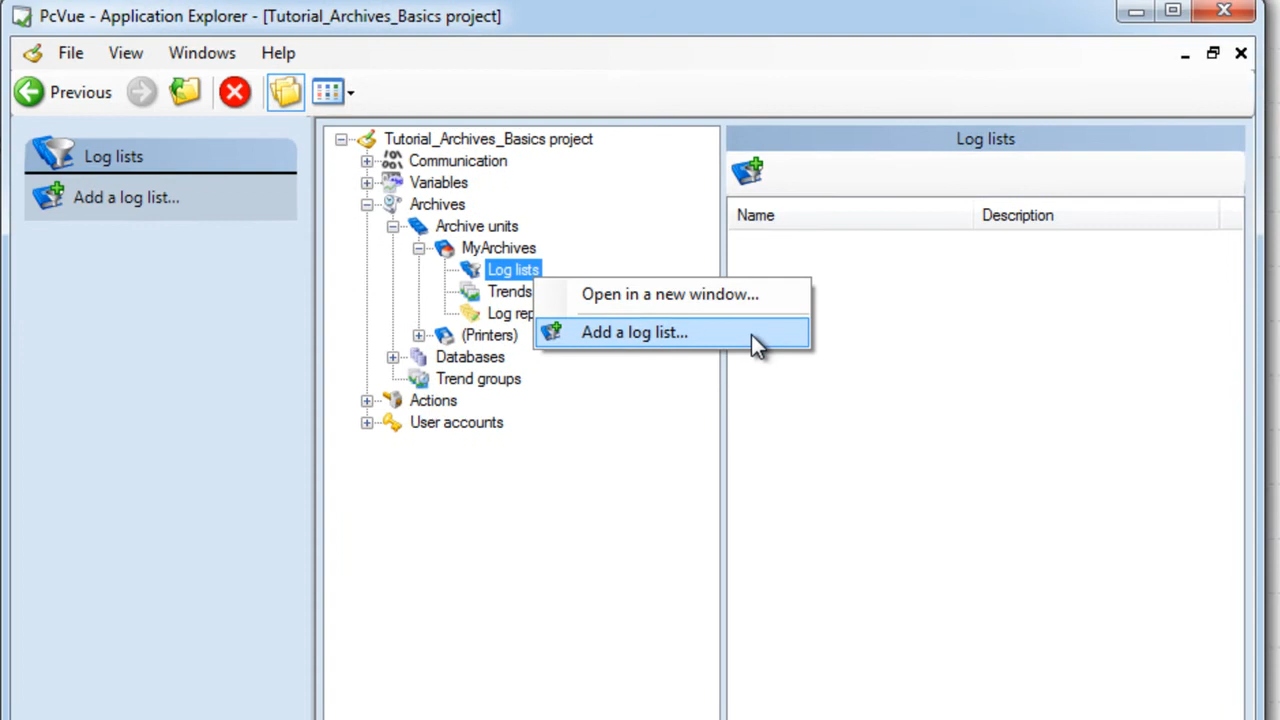 PcVue - Application Explorer - [Tutorial_Archives_Basics project]
File View Windows Help
Previous
Log lists
Add a log list...
Tutorial_Archives_Basics project
Communication
Variables
Archives
Archive units
MyArchives
Log lists
Trends
Log rep
(Printers)
Databases
Trend groups
Actions
User accounts
Open in a new window...
Add a log list...
Log lists
Name Description